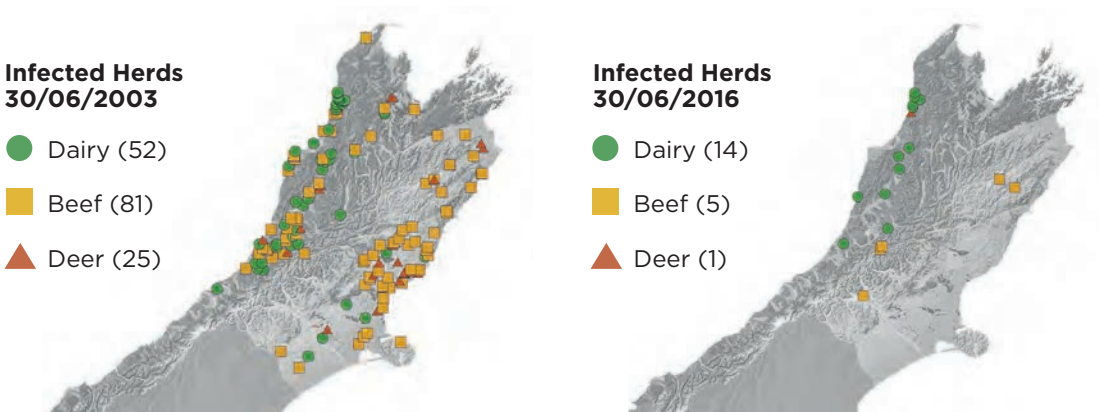 Infected Herds
30/06/2003
Dairy (52)
Beef (81)
Deer (25)
Infected Herds
30/06/2016
Dairy (14)
Beef (5)
Deer (1)